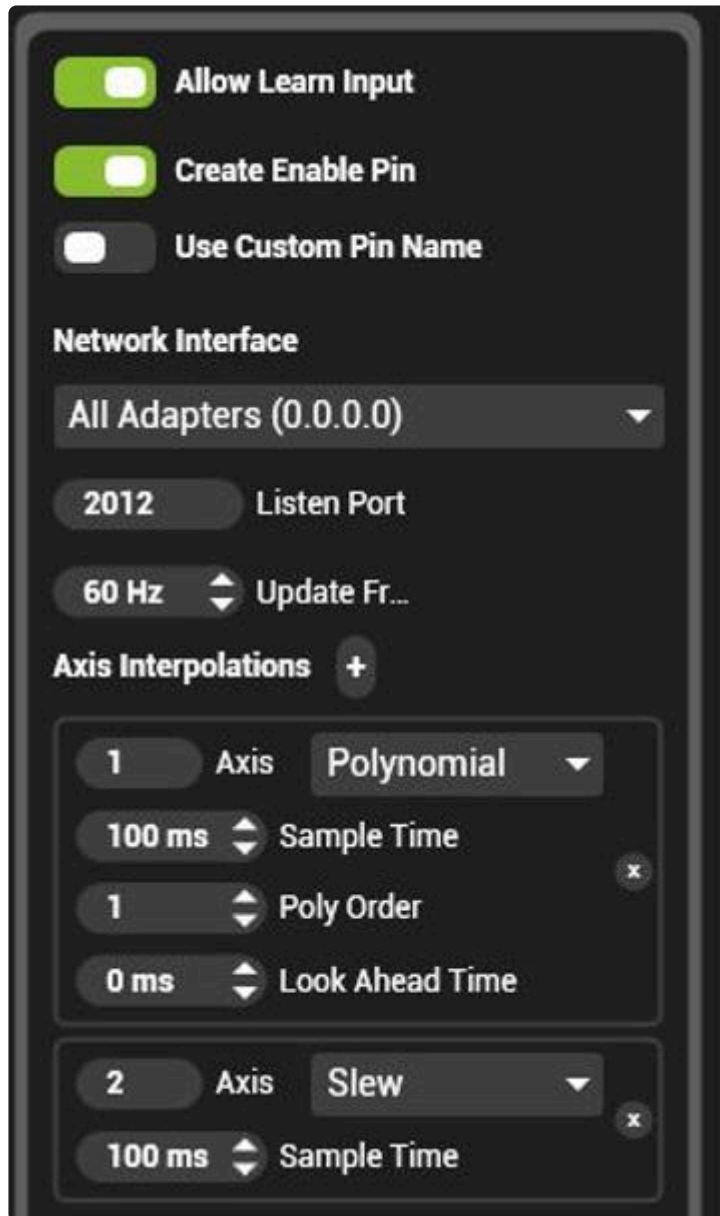 Allow Learn Input
Create Enable Pin
Use Custom Pin Name
Network Interface
All Adapters (0.0.0.0)
2012 Listen Port
60 Hz Update Fr...
Axis Interpolations +
1 Axis Polynomial
100 ms Sample Time
x
1 Poly Order
0 ms Look Ahead Time
2 Axis Slew
x
100 ms Sample Time